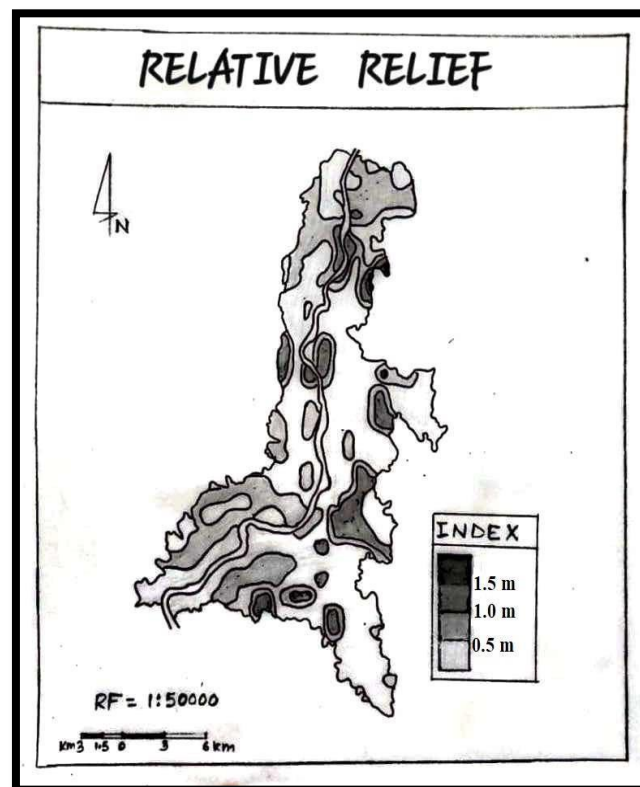 RELATIVE RELIEF
N
INDEX
1.5 m
1.0 m
0.5 m
RF = 1:50000
Km3 1.5 0 3 6 km